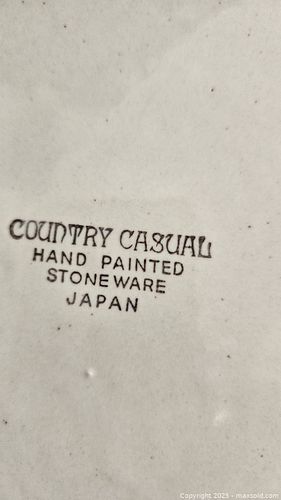 COUNTRY CASUAL
HAND PAINTED
STONEWARE
JAPAN
Copyright 2023 - maxsold.com